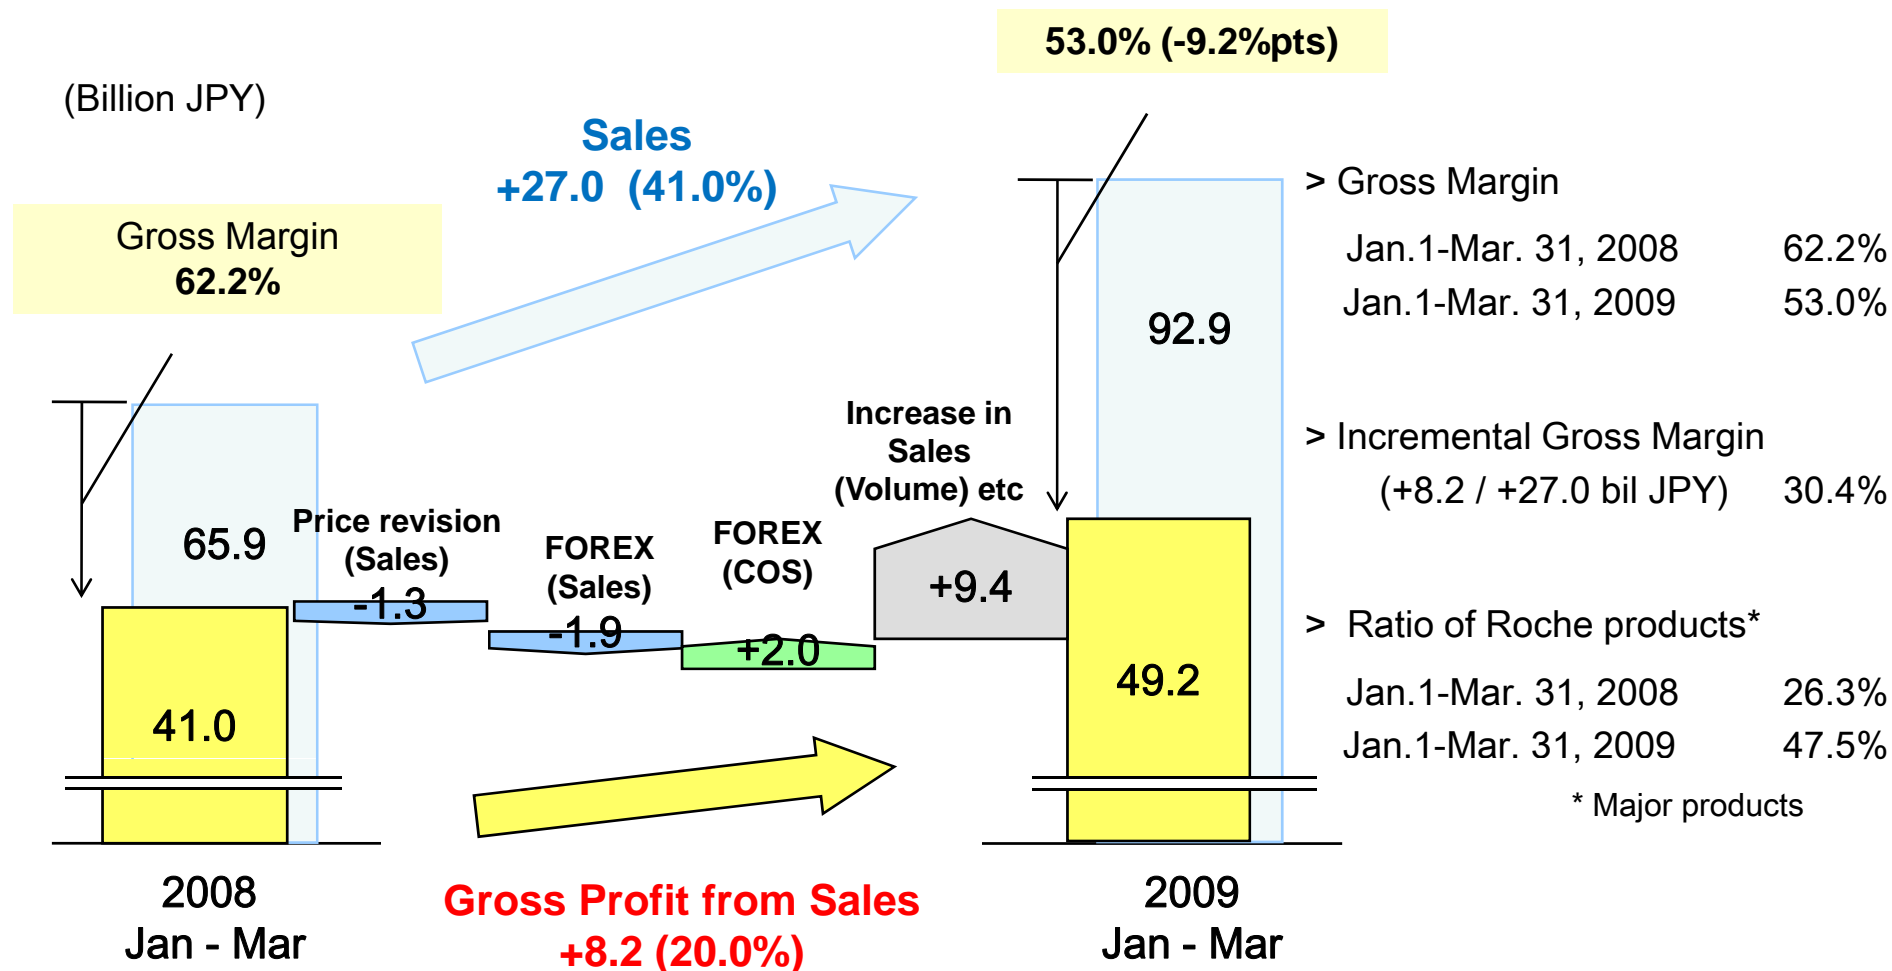 53.0% (-9.2%pts)
(Billion JPY)
Sales
+27.0 (41.0%)
Gross Margin
62.2%
65.9
41.0
Price revision
(Sales)
-1.3
FOREX
(Sales)
-1.9
FOREX
(COS)
+2.0
Increase in
Sales
(Volume) etc
+9.4
92.9
49.2
2008
Jan - Mar
Gross Profit from Sales
+8.2 (20.0%)
2009
Jan - Mar
> Gross Margin
Jan.1-Mar. 31, 2008 62.2%
Jan.1-Mar. 31, 2009 53.0%
> Incremental Gross Margin
(+8.2 / +27.0 bil JPY) 30.4%
> Ratio of Roche products*
Jan.1-Mar. 31, 2008 26.3%
Jan.1-Mar. 31, 2009 47.5%
* Major products